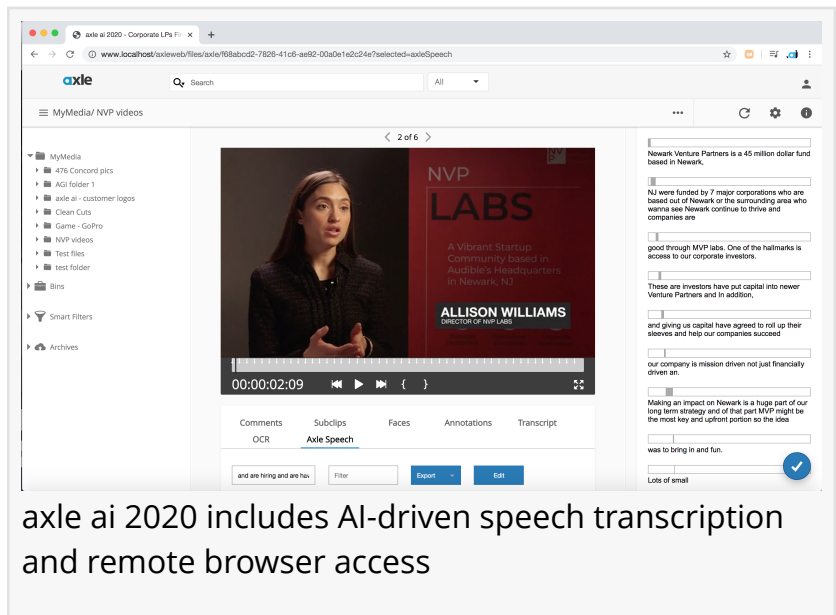 axle ai 2020 - Corporate LPs Fi
www.localhost/axleweb/files/axle/f68abcd2-7826-41c6-ae92-00a0e1e2c24e?selected=axleSpeech
axle
Search
All
MyMedia/ NVP videos
2 of 6
MyMedia
476 Concord pics
AGI folder 1
axle ai - customer logos
Clean Cuts
Game - GoPro
NVP videos
Test files
test folder
Bins
Smart Filters
Archives
NVP
LABS
A Vibrant Startup
Community based in
Audible's Headquarters
in Newark, NJ
ALLISON WILLIAMS
DIRECTOR OF NVP LABS
00:00:02:09
{ }
Comments Subclips Faces Annotations Transcript
OCR Axle Speech
and are hiring and are hav
Filter
Export
Edit
Newark Venture Partners is a 45 million dollar fund
based in Newark,
NJ were funded by 7 major corporations who are
based out of Newark or the surrounding area who
wanna see Newark continue to thrive and
companies are
good through MVP labs. One of the hallmarks is
access to our corporate investors.
These are investors have put capital into newer
Venture Partners and In addition,
and giving us capital have agreed to roll up their
sleeves and help our companies succeed
our company is mission driven not just financially
driven an.
Making an impact on Newark is a huge part of our
long term strategy and of that part MVP might be
the most key and upfront portion so the idea
was to bring in and fun.
Lots of small
axle ai 2020 includes AI-driven speech transcription
and remote browser access